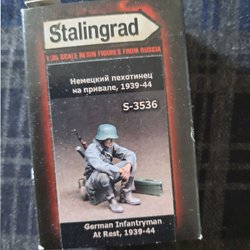 Stalingrad
1:35 SCALE RESIN FIGURES FROM RUSSIA
Немецкий пехотинец
на привале, 1939-44
S-3536
German Infantryman
At Rest, 1939-44